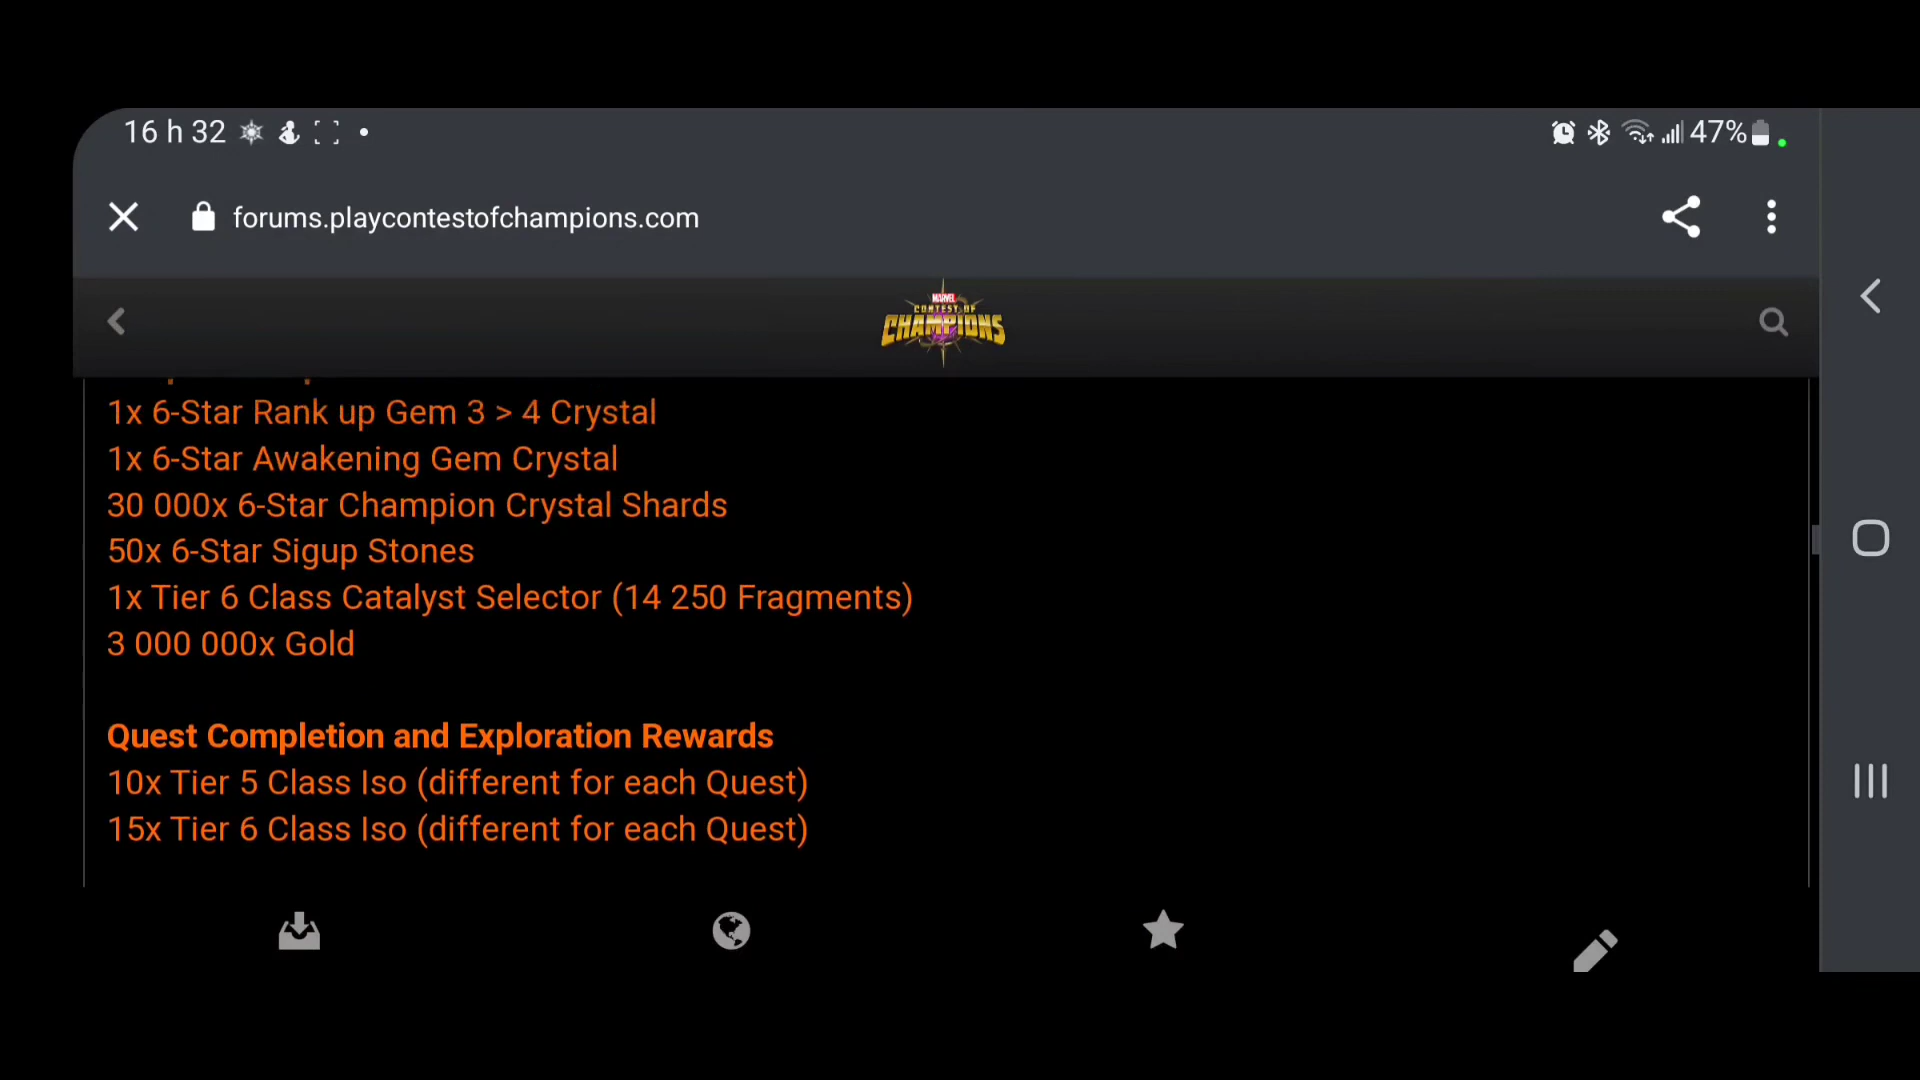 16 h 32
47%
forums.playcontestofchampions.com
MARVEL
CONTEST OF
CHAMPIONS
1x 6-Star Rank up Gem 3 > 4 Crystal
1x 6-Star Awakening Gem Crystal
30 000x 6-Star Champion Crystal Shards
50x 6-Star Sigup Stones
1x Tier 6 Class Catalyst Selector (14 250 Fragments)
3 000 000x Gold
Quest Completion and Exploration Rewards
10x Tier 5 Class Iso (different for each Quest)
15x Tier 6 Class Iso (different for each Quest)